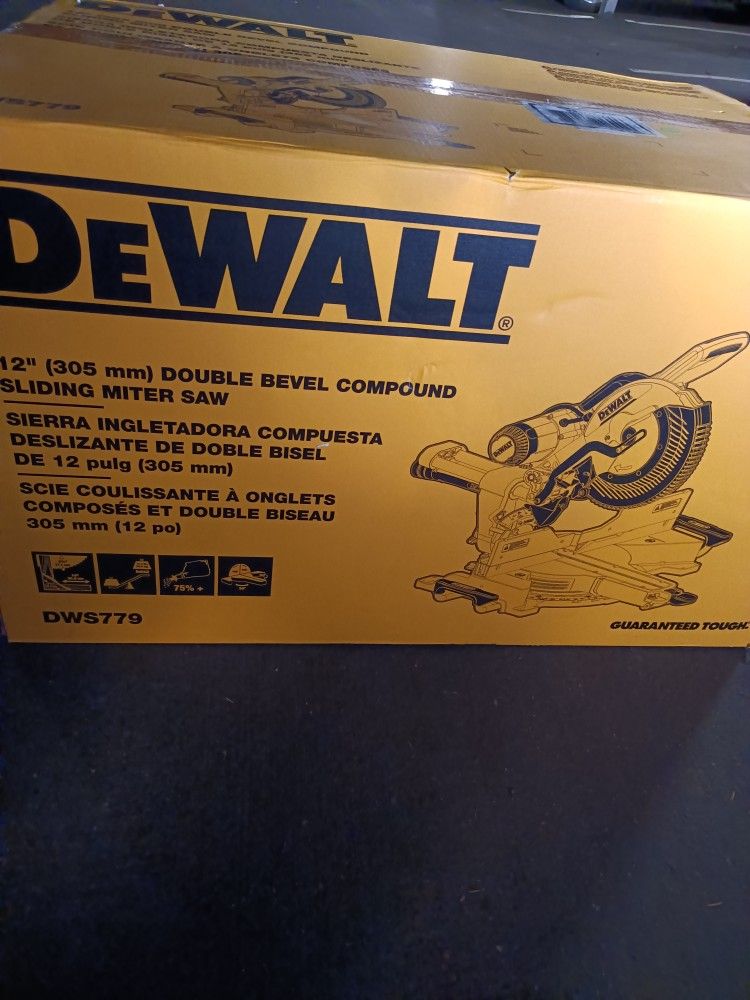 DEWALT
DEWALT®
12" (305 mm) DOUBLE BEVEL COMPOUND
SLIDING MITER SAW
SIERRA INGLETADORA COMPUESTA
DESLIZANTE DE DOBLE BISEL
DE 12 pulg (305 mm)
SCIE COULISSANTE À ONGLETS
COMPOSÉS ET DOUBLE BISEAU
305 mm (12 po)
DEWALT
DEWALT
75% +
DWS779
GUARANTEED TOUGH.